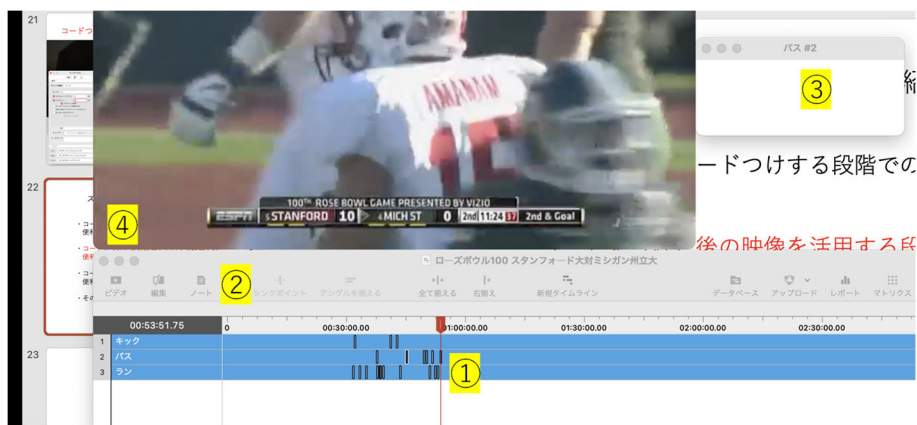 21
コードつ
22
ス
・コー
便利
・コー
便利
・コー
便利
・その
23
AMANAM
100TH ROSE BOWL GAME PRESENTED BY VIZIO
ESPN 5 STANFORD 10 4 MICH ST 0 2nd 11:24 37 2nd & Goal
④
パス #2
③
ードつけする段階での
後の映像を活用する段
ローズボウル100 スタンフォード大対ミシガン州立大
②
ビデオ 編集 ノート シンクポイント アングルを揃える 全て揃える 右揃え 新規タイムライン データベース アップロード レポート マトリクス
00:53:51.75 0 00:30:00.00 01:00:00.00 01:30:00.00 02:00:00.00 02:30:00.00
1 キック
2 パス
3 ラン
①